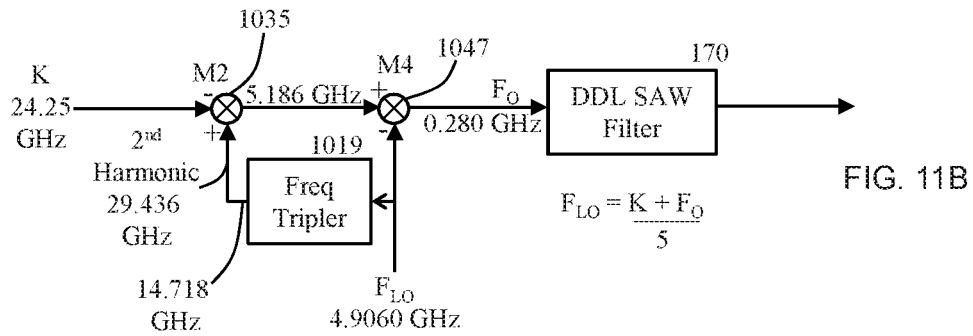 1035
1047
170
K
24.25
GHz
M2
-
+
5.186 GHz
M4
+
-
F_O
0.280 GHz
DDL SAW
Filter
2nd
Harmonic
29.436
GHz
1019
Freq
Tripler
F_LO = K + F_O
5
14.718
GHz
F_LO
4.9060 GHz
FIG. 11B